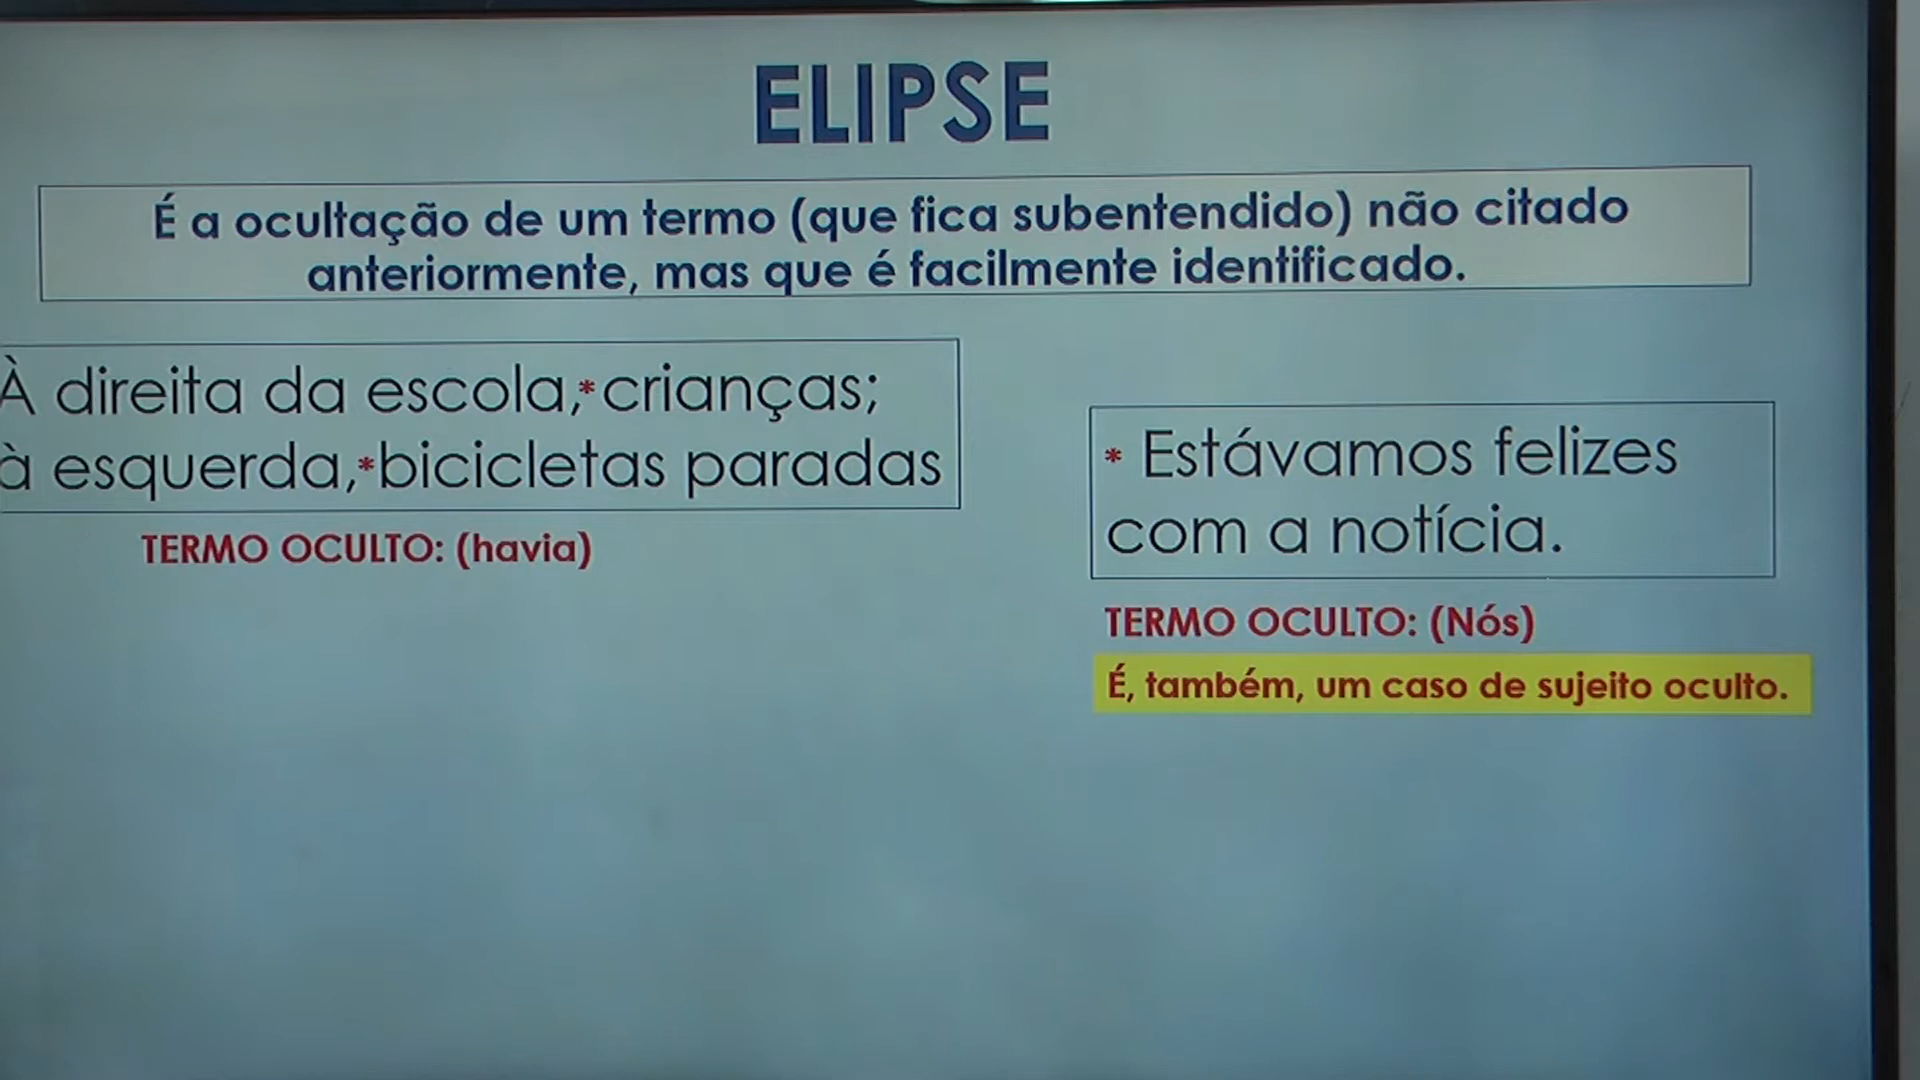 ELIPSE
É a ocultação de um termo (que fica subentendido) não citado
anteriormente, mas que é facilmente identificado.
À direita da escola,*crianças;
à esquerda,*bicicletas paradas
TERMO OCULTO: (havia)
* Estávamos felizes
com a notícia.
TERMO OCULTO: (Nós)
É, também, um caso de sujeito oculto.